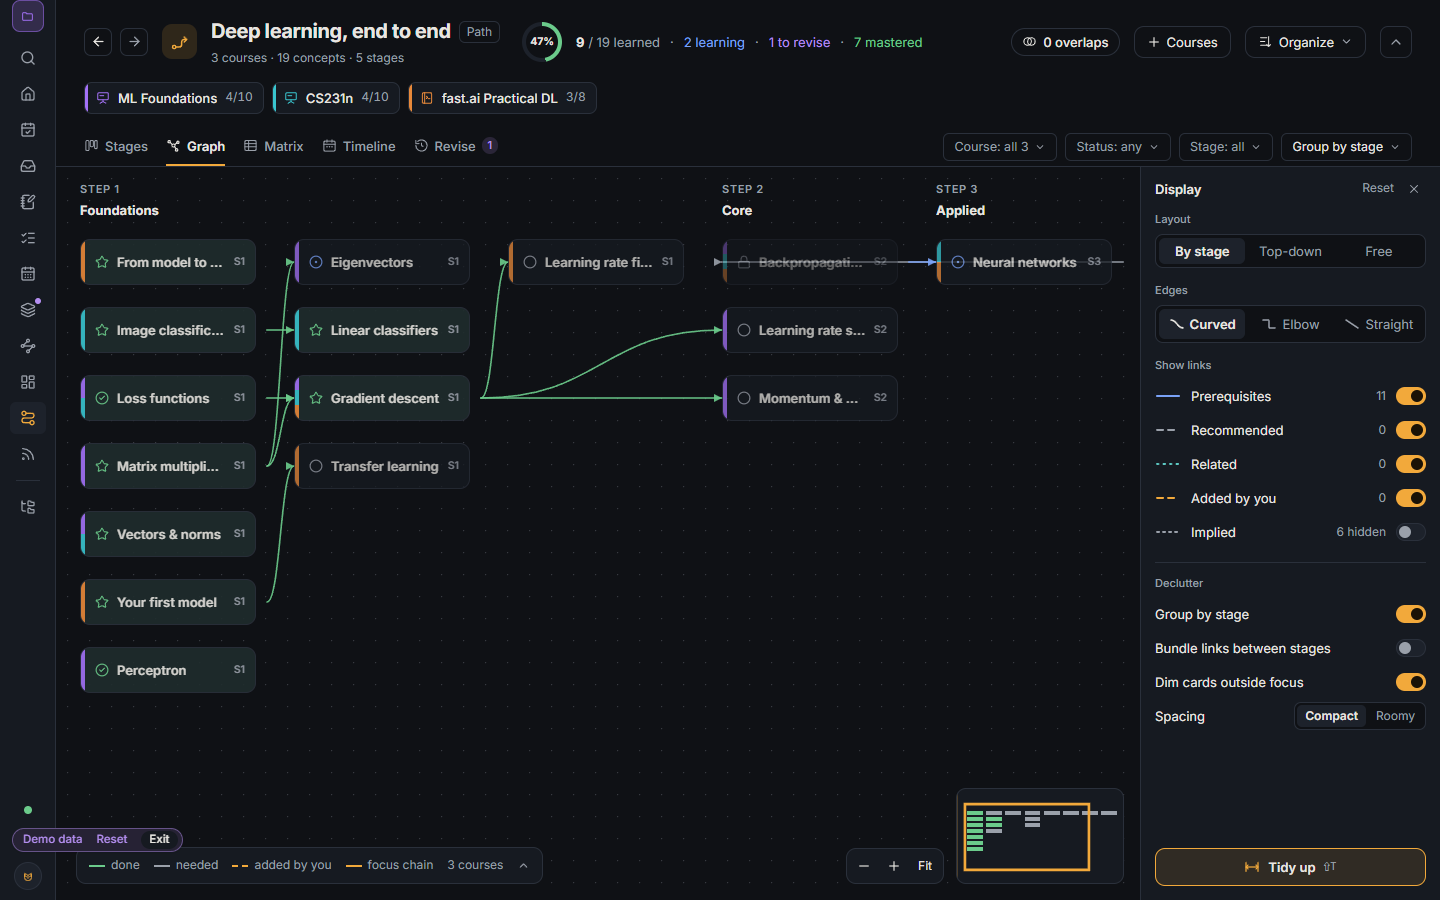 Deep learning, end to end Path
3 courses · 19 concepts · 5 stages
47%
9 / 19 learned · 2 learning · 1 to revise · 7 mastered
0 overlaps
Courses
Organize
ML Foundations 4/10
CS231n 4/10
fast.ai Practical DL 3/8
Stages
Graph
Matrix
Timeline
Revise 1
Course: all 3
Status: any
Stage: all
Group by stage
STEP 1
Foundations
STEP 2
Core
STEP 3
Applied
From model to ... S1
Eigenvectors S1
Learning rate fi... S1
Backpropagati... S2
Neural networks S3
Image classific... S1
Linear classifiers S1
Learning rate s... S2
Loss functions S1
Gradient descent S1
Momentum & ... S2
Matrix multipli... S1
Transfer learning S1
Vectors & norms S1
Your first model S1
Perceptron S1
Display
Reset
Layout
By stage Top-down Free
Edges
Curved Elbow Straight
Show links
Prerequisites 11
Recommended 0
Related 0
Added by you 0
Implied 6 hidden
Declutter
Group by stage
Bundle links between stages
Dim cards outside focus
Spacing Compact Roomy
Tidy up ⇧T
Demo data Reset Exit
done needed added by you focus chain 3 courses
− + Fit